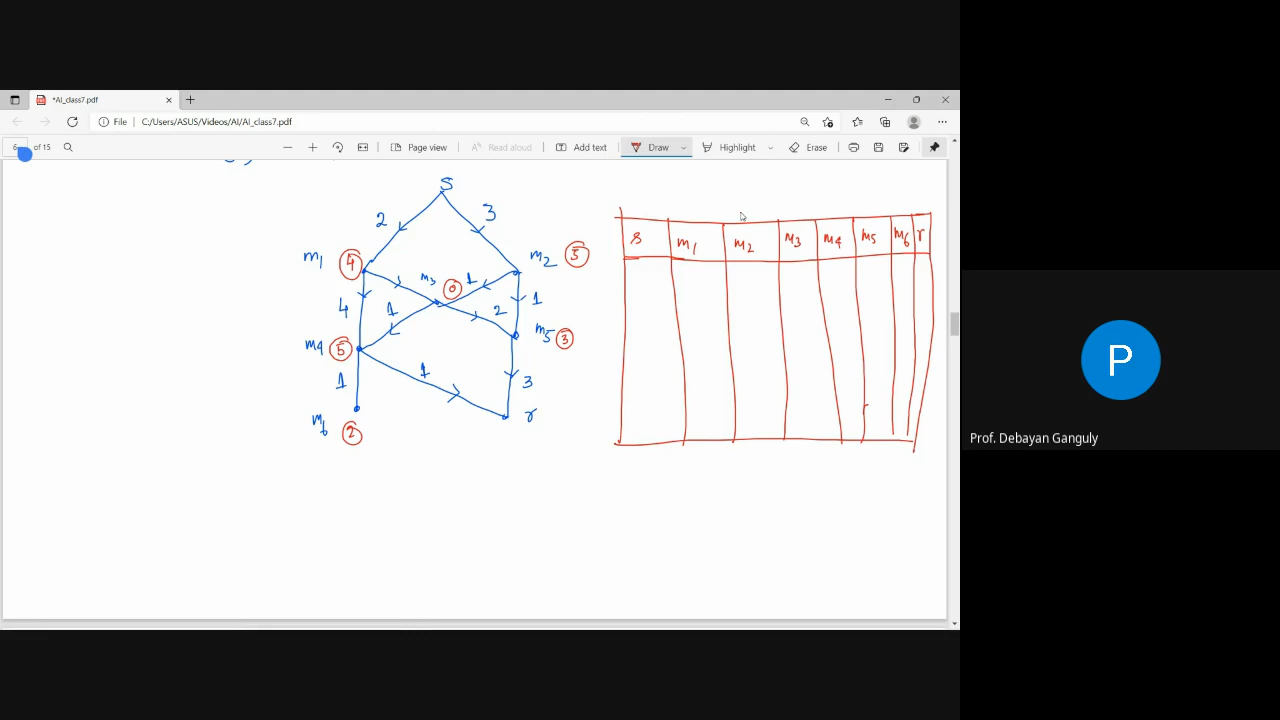 *AI_class7.pdf
File C:/Users/ASUS/Videos/AI/AI_class7.pdf
6 of 15 Page view Read aloud Add text Draw Highlight Erase
S
2 3
m1 4 m3 0 1 m2 5
4 1 2 1
m4 5 m5 3
1 1 3
m6 2 r
s m1 m2 m3 m4 m5 m6 r
P
Prof. Debayan Ganguly